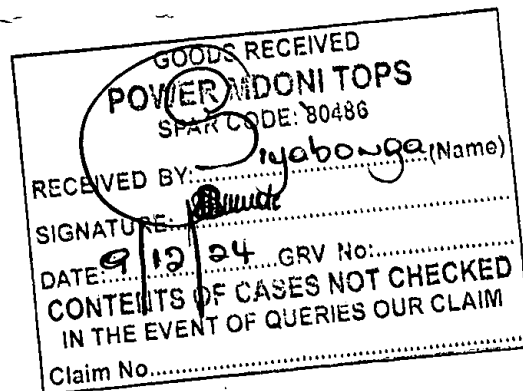 GOODS RECEIVED
POWER MDONI TOPS
SPAR CODE: 80486
RECEIVED BY: Siyabonga (Name)
SIGNATURE:
DATE: 9/12/24 GRV No:
CONTENTS OF CASES NOT CHECKED
IN THE EVENT OF QUERIES OUR CLAIM
Claim No.